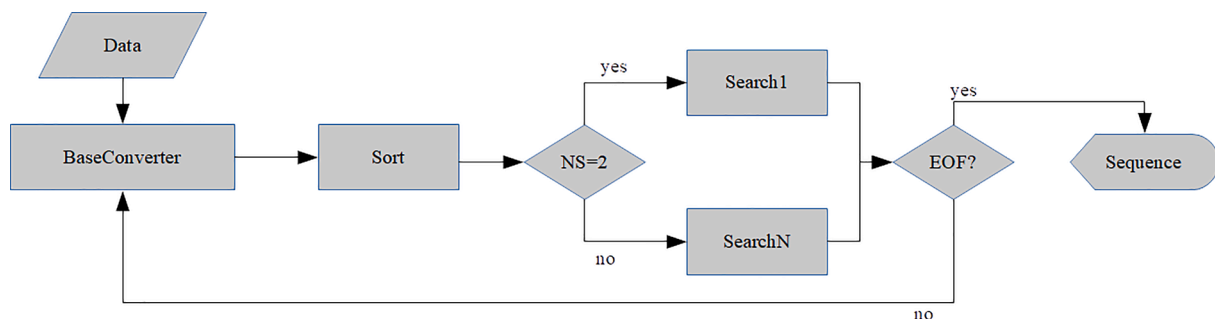 Data
BaseConverter
Sort
NS=2
yes
Search1
no
SearchN
EOF?
yes
Sequence
no